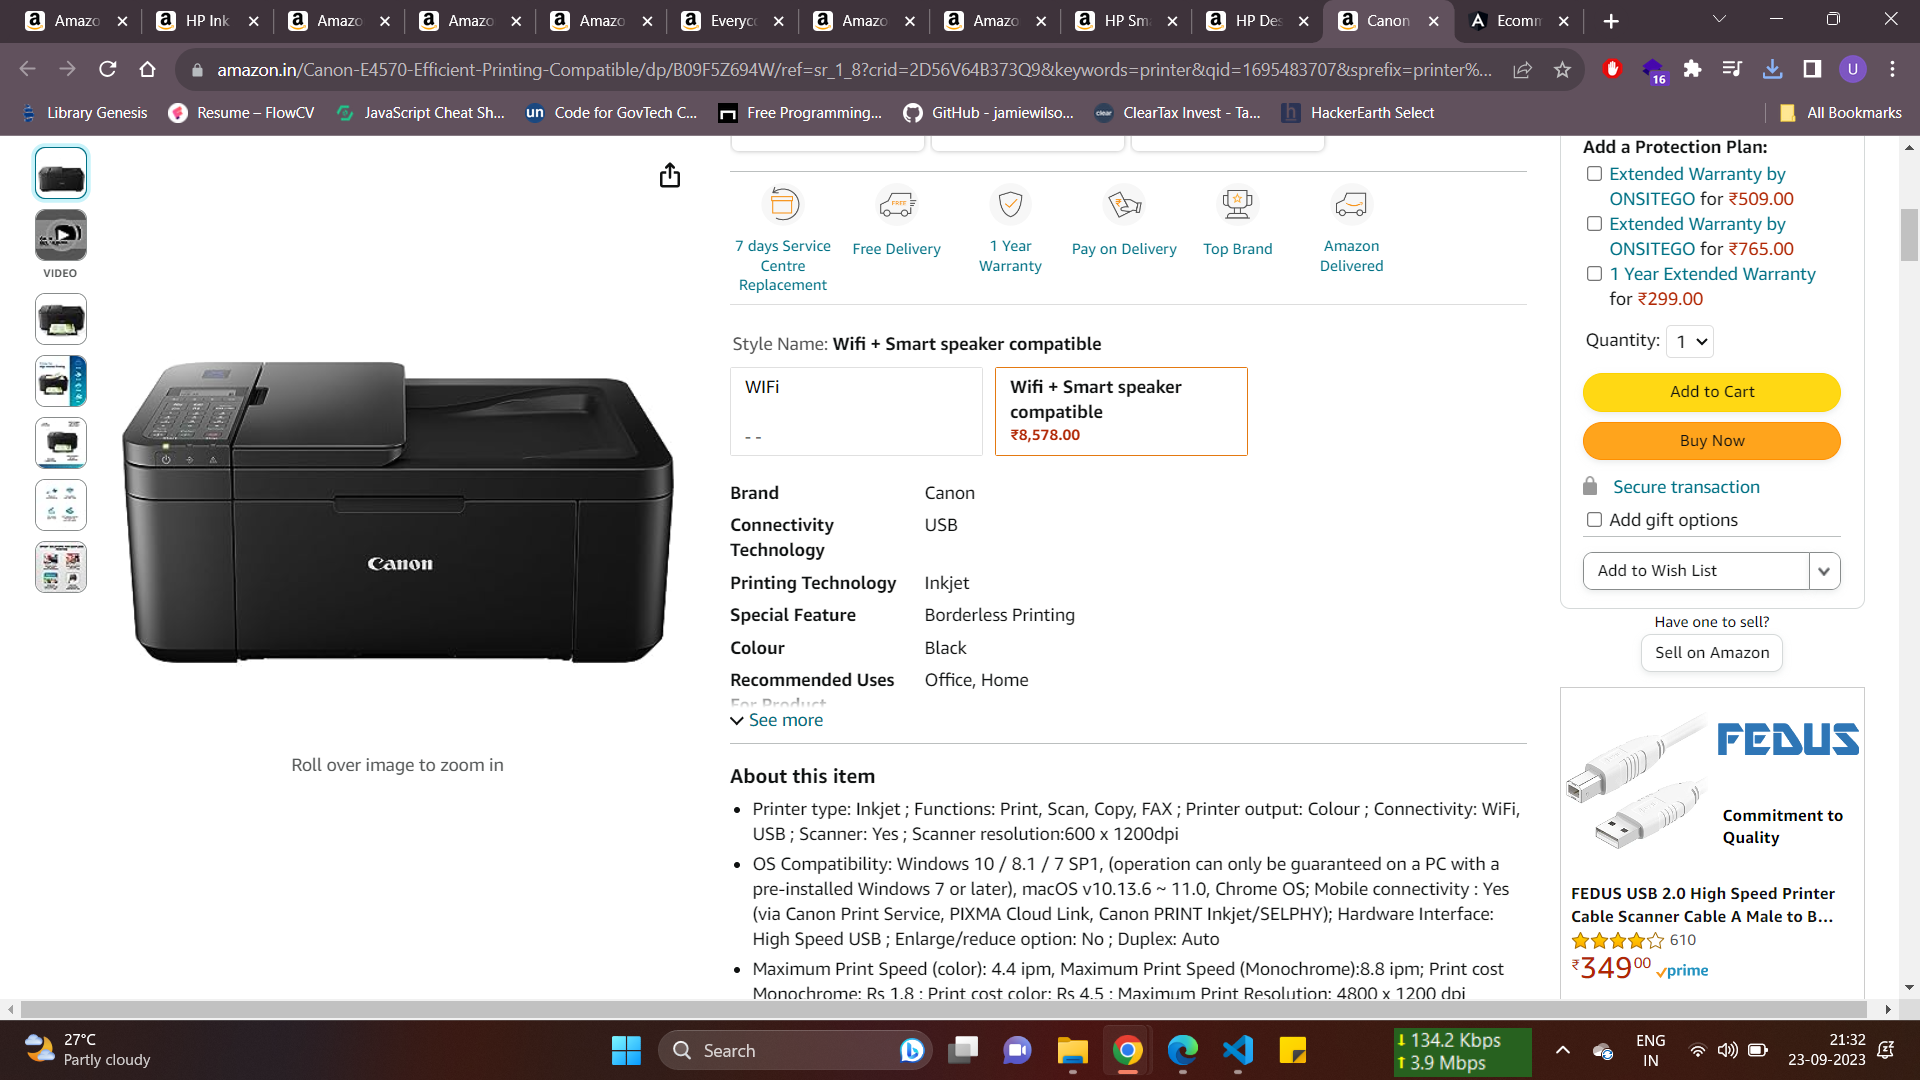 Amazo
HP Ink
Amazo
Amazo
Amazo
Everyco
Amazo
Amazo
HP Sma
HP Des
Canon
Ecomm
amazon.in/Canon-E4570-Efficient-Printing-Compatible/dp/B09F5Z694W/ref=sr_1_8?crid=2D56V64B373Q9&keywords=printer&qid=1695483707&sprefix=printer%...
16
U
Library Genesis
Resume – FlowCV
JavaScript Cheat Sh...
un Code for GovTech C...
Free Programming...
GitHub - jamiewilso...
clear ClearTax Invest - Ta...
h HackerEarth Select
All Bookmarks
VIDEO
Canon
Roll over image to zoom in
7 days Service
Centre
Replacement
FREE
Free Delivery
1 Year
Warranty
Pay on Delivery
Top Brand
Amazon
Delivered
Style Name: Wifi + Smart speaker compatible
WIFi
- -
Wifi + Smart speaker
compatible
₹8,578.00
Brand Canon
Connectivity USB
Technology
Printing Technology Inkjet
Special Feature Borderless Printing
Colour Black
Recommended Uses Office, Home
For Product
See more
About this item
• Printer type: Inkjet ; Functions: Print, Scan, Copy, FAX ; Printer output: Colour ; Connectivity: WiFi,
USB ; Scanner: Yes ; Scanner resolution:600 x 1200dpi
• OS Compatibility: Windows 10 / 8.1 / 7 SP1, (operation can only be guaranteed on a PC with a
pre-installed Windows 7 or later), macOS v10.13.6 ~ 11.0, Chrome OS; Mobile connectivity : Yes
(via Canon Print Service, PIXMA Cloud Link, Canon PRINT Inkjet/SELPHY); Hardware Interface:
High Speed USB ; Enlarge/reduce option: No ; Duplex: Auto
• Maximum Print Speed (color): 4.4 ipm, Maximum Print Speed (Monochrome):8.8 ipm; Print cost
Monochrome: Rs 1.8 ; Print cost color: Rs 4.5 ; Maximum Print Resolution: 4800 x 1200 dpi
Add a Protection Plan:
Extended Warranty by
ONSITEGO for ₹509.00
Extended Warranty by
ONSITEGO for ₹765.00
1 Year Extended Warranty
for ₹299.00
Quantity: 1
Add to Cart
Buy Now
Secure transaction
Add gift options
Add to Wish List
Have one to sell?
Sell on Amazon
FEDUS
Commitment to
Quality
FEDUS USB 2.0 High Speed Printer
Cable Scanner Cable A Male to B...
610
₹34900 prime
27°C
Partly cloudy
Search
134.2 Kbps
3.9 Mbps
ENG
IN
21:32
23-09-2023